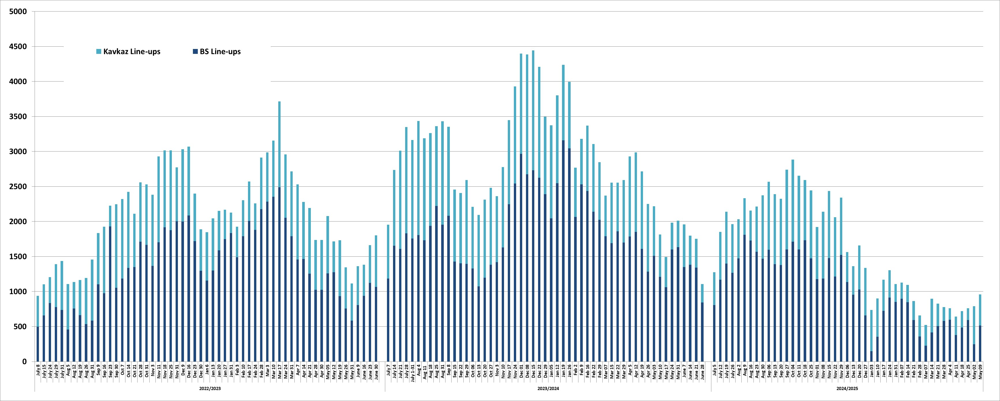 5000
4500
4000
3500
3000
2500
2000
1500
1000
500
0
Kavkaz Line-ups BS Line-ups
July 8
July 15
July 24
July 29
July 31
Aug 5
Aug 12
Aug 19
Aug 26
Aug 31
Sep 9
Sep 16
Sep 23
Sep 30
Oct 7
Oct 14
Oct 21
Oct 28
Oct 31
Nov 3
Nov 11
Nov 18
Nov 25
Nov 31
Dec 9
Dec 16
Dec 23
Dec 30
Jan 6
Jan 13
Jan 20
Jan 27
Jan 31
Feb 3
Feb 10
Feb 17
Feb 24
Feb 28
Mar 3
Mar 10
Mar 17
Mar 24
Mar 31
Apr 7
Apr 14
Apr 21
Apr 28
Apr 30
May 05
May 12
May 19
May 26
May 31
June 9
June 16
June 23
June 30
July 7
July 14
July 21
July 28
July 1-31
Aug 4
Aug 11
Aug 18
Aug 25
Aug 31
Sep 8
Sep 15
Sep 22
Sep 29
Oct 06
Oct 13
Oct 20
Oct 27
Nov 3
Nov 10
Nov 17
Nov 24
Dec 01
Dec 08
Dec 15
Dec 22
Dec 29
Jan 05
Jan 12
Jan 19
Jan 26
Feb 2
Feb 9
Feb 16
Feb 22
Feb 29
Mar 07
Mar 15
Mar 22
Mar 29
Apr 5
Apr 12
Apr 19
Apr 26
May 03
May 10
May 17
May 24
May 31
June 7
June 14
June 21
June 28
July 5
July 12
July 19
July 26
Aug 2
Aug 9
Aug 16
Aug 23
Aug 30
Sep 06
Sep 13
Sep 20
Sep 27
Oct 04
Oct 11
Oct 18
Oct 25
Nov 01
Nov 08
Nov 15
Nov 22
Nov 29
Dec 06
Dec 13
Dec 20
Dec 27
Jan 03
Jan 10
Jan 17
Jan 24
Jan 31
Feb 07
Feb 14
Feb 21
Feb 28
Mar 07
Mar 14
Mar 21
Mar 28
Apr 4
Apr 11
Apr 18
Apr 25
May 02
May 09
2022/2023 2023/2024 2024/2025